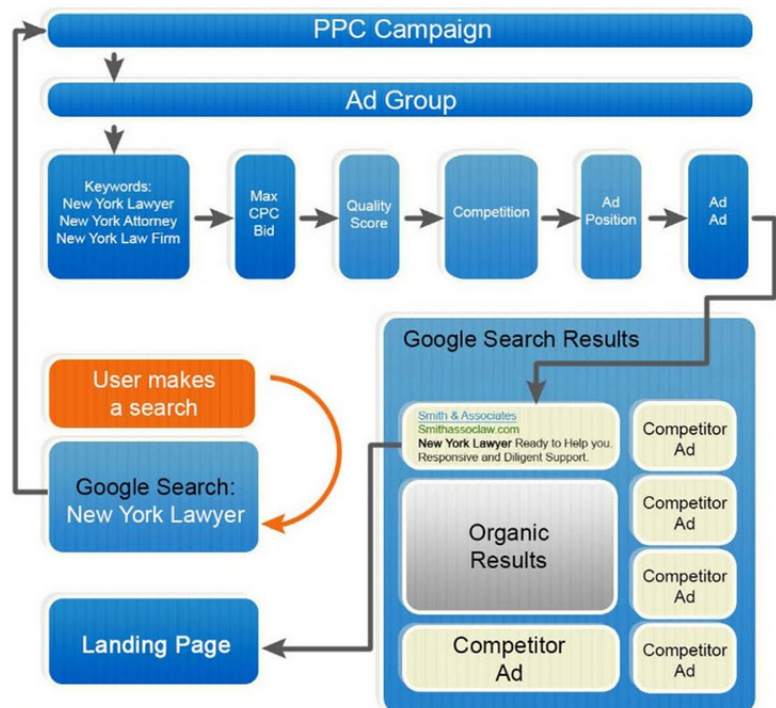 PPC Campaign
Ad Group
Keywords:
New York Lawyer
New York Attorney
New York Law Firm
Max
CPC
Bid
Quality
Score
Competition
Ad
Position
Ad
Ad
User makes
a search
Google Search:
New York Lawyer
Landing Page
Google Search Results
Smith & Associates
Smithassoclaw.com
New York Lawyer Ready to Help you.
Responsive and Diligent Support.
Organic
Results
Competitor
Ad
Competitor
Ad
Competitor
Ad
Competitor
Ad
Competitor
Ad